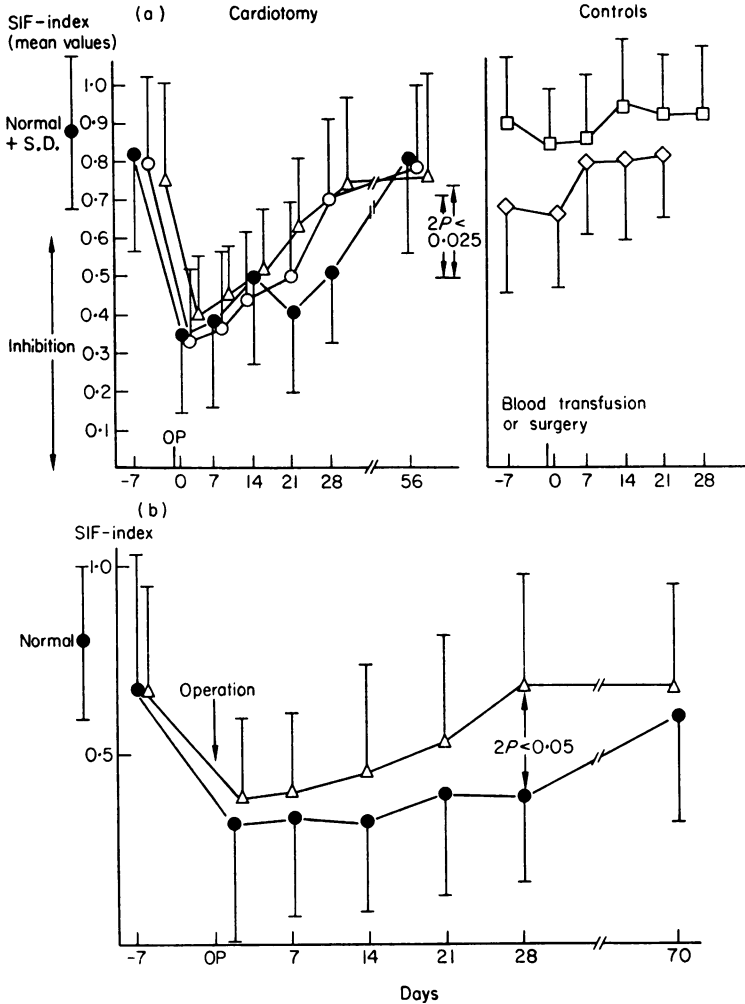 SIF-index
(mean values)
(a)
Cardiotomy
Controls
Normal
+ S.D.
1·0
0·9
0·8
0·7
0·6
0·5
0·4
0·3
0·2
0·1
Inhibition
2P<
0·025
OP
-7 0 7 14 21 28 56
Blood transfusion
or surgery
-7 0 7 14 21 28
(b)
SIF-index
1·0
Normal
Operation
0·5
2P<0·05
-7 OP 7 14 21 28 70
Days